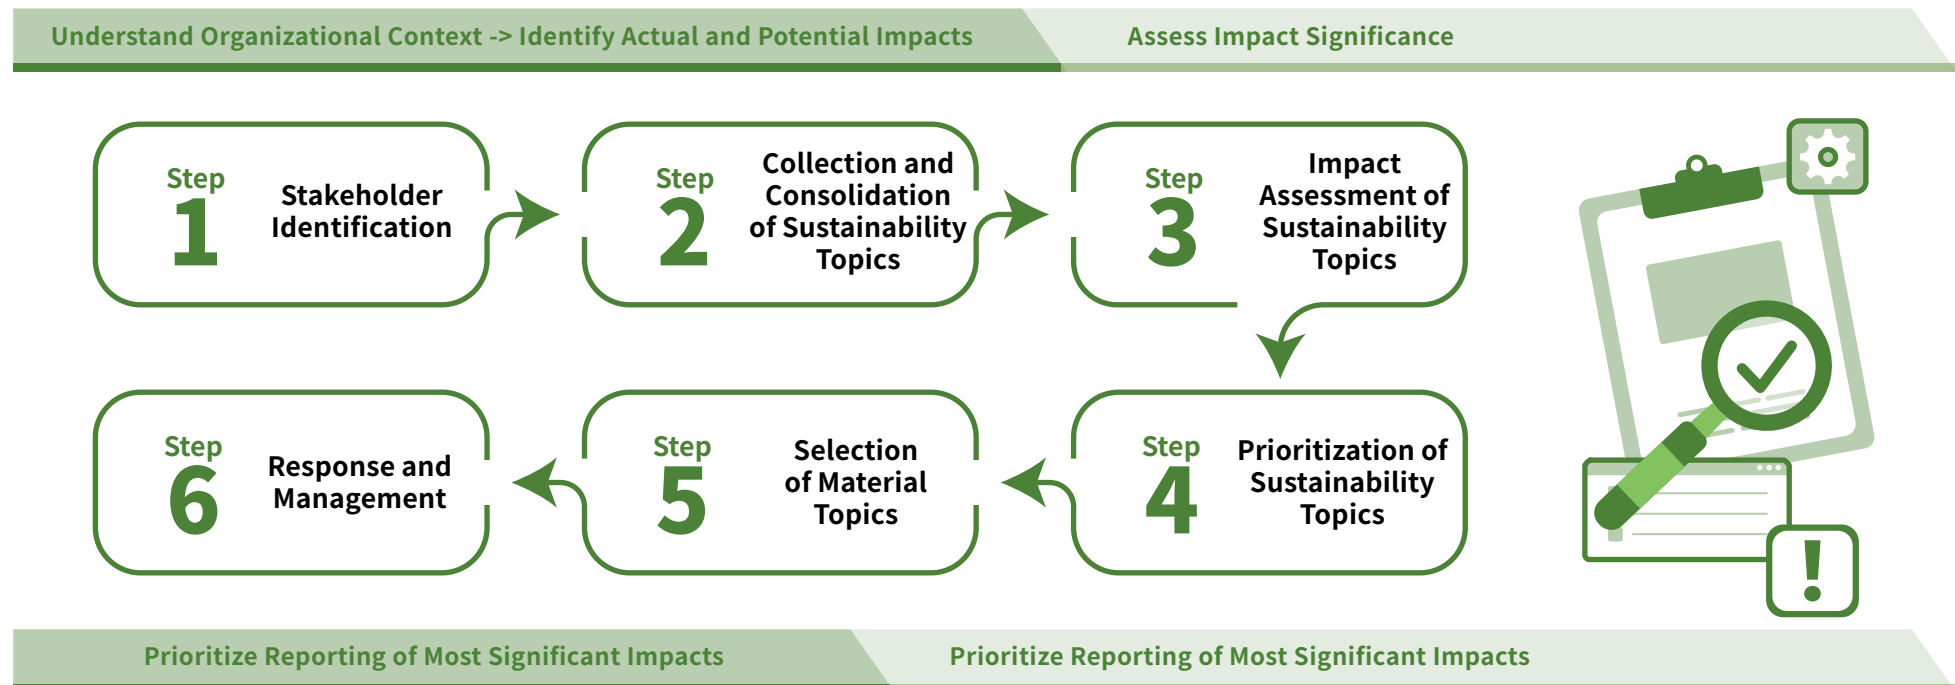 Understand Organizational Context -> Identify Actual and Potential Impacts
Assess Impact Significance
Step
1
Stakeholder
Identification
Step
2
Collection and
Consolidation
of Sustainability
Topics
Step
3
Impact
Assessment of
Sustainability
Topics
Step
4
Prioritization of
Sustainability
Topics
Step
5
Selection
of Material
Topics
Step
6
Response and
Management
!
Prioritize Reporting of Most Significant Impacts
Prioritize Reporting of Most Significant Impacts